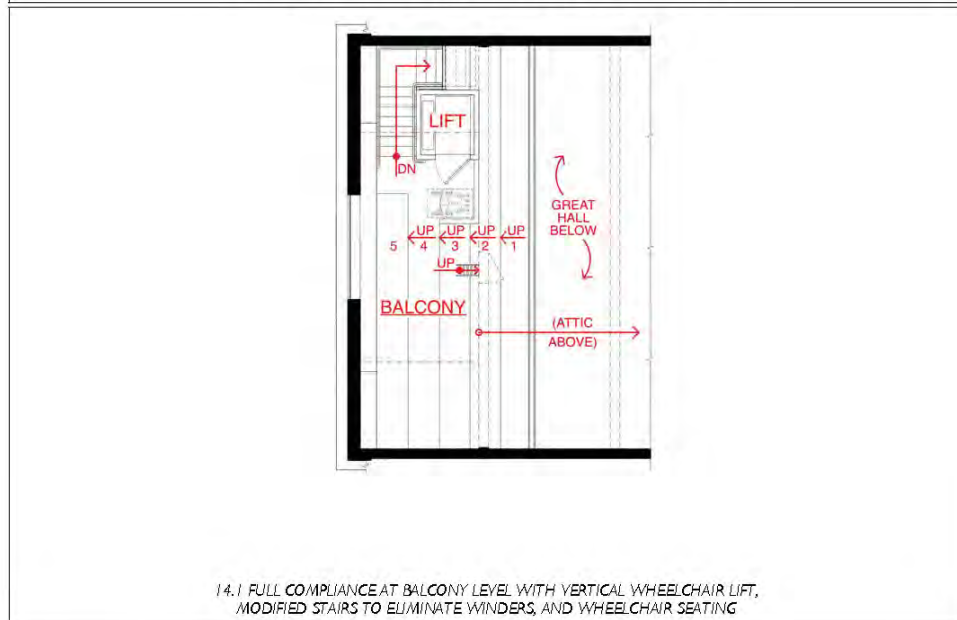 LIFT
DN
GREAT
HALL
BELOW
UP UP UP UP
5 4 3 2 1
UP
BALCONY
(ATTIC
ABOVE)
14.1 FULL COMPLIANCE AT BALCONY LEVEL WITH VERTICAL WHEELCHAIR LIFT,
MODIFIED STAIRS TO ELIMINATE WINDERS, AND WHEELCHAIR SEATING